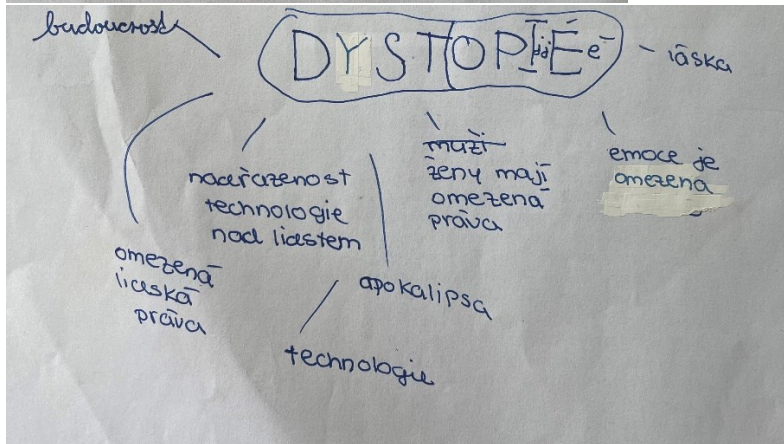 budoucnost
DYSTOPIE
láska
nadřazenost
technologie
nad lidstvem
muži
ženy mají
omezená
práva
emoce je
omezena
omezená
lidská
práva
apokalipsa
technologie